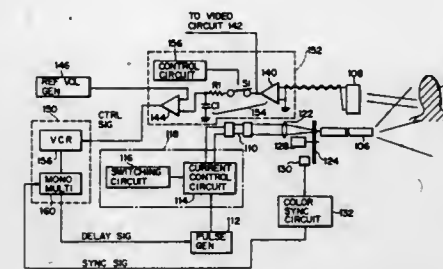 TO VIDEO
CIRCUIT 142
146
156
152
CONTROL
CIRCUIT
R1
S1
140
108
REF VOL
GEN
C1
144
154
150
CTRL
SIG
118
122
VCR
156
116
SWITCHING
CIRCUIT
110
128
124
106
130
MONO
MULTI
CURRENT
CONTROL
CIRCUIT
114
160
112
COLOR
SYNC
CIRCUIT
132
DELAY SIG
PULSE
GEN
SYNC SIG